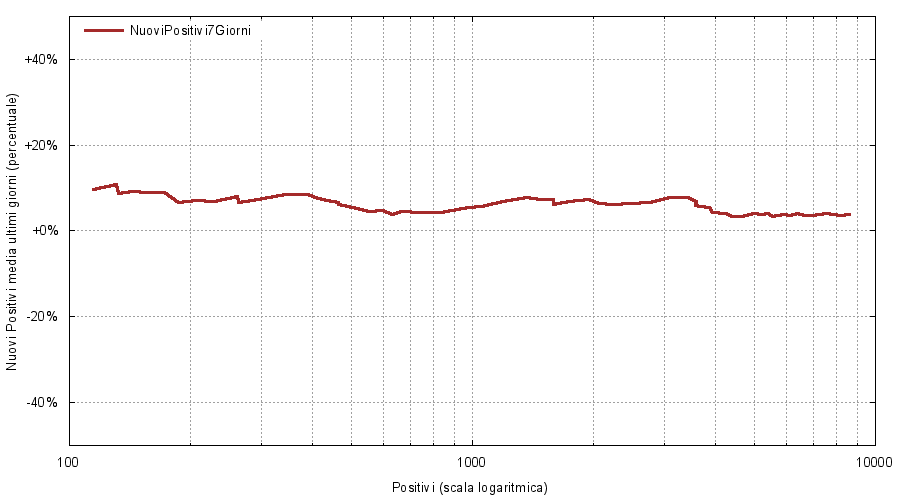 NuoviPositivi7Giorni
+40%
+20%
+0%
-20%
-40%
Nuovi Positivi media ultimi giorni (percentuale)
100
1000
10000
Positivi (scala logaritmica)